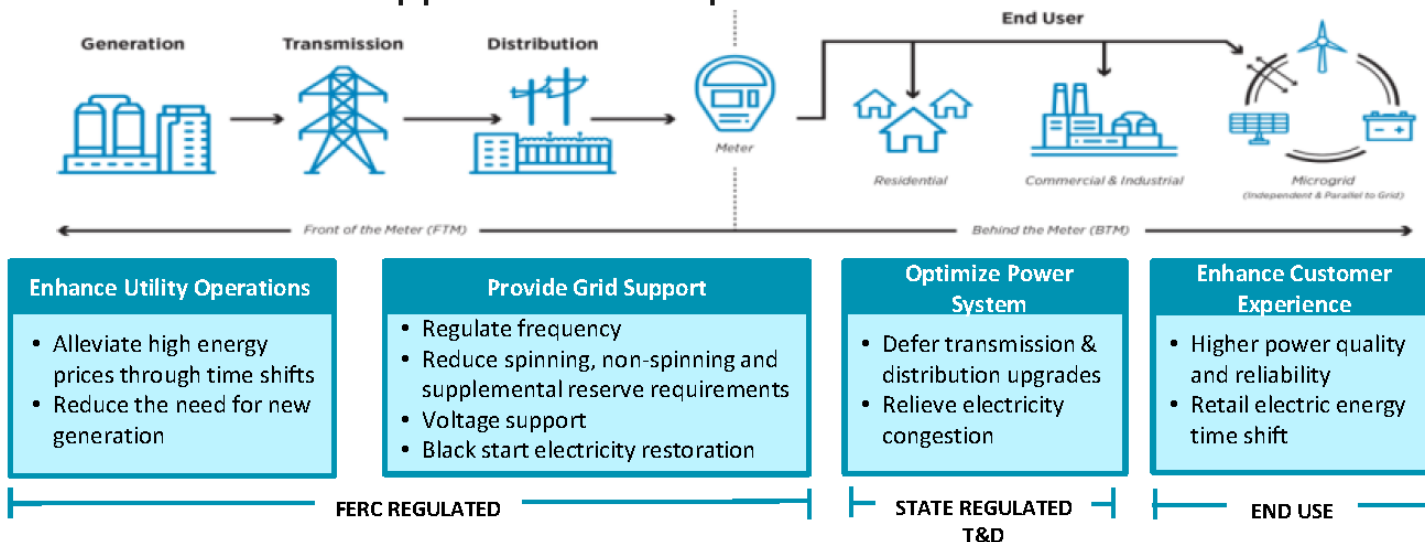 End User
Generation
Transmission
Distribution
Meter
Residential
Commercial & Industrial
Microgrid
(Independent & Parallel to Grid)
Front of the Meter (FTM)
Behind the Meter (BTM)
Enhance Utility Operations
• Alleviate high energy
prices through time shifts
• Reduce the need for new
generation
Provide Grid Support
• Regulate frequency
• Reduce spinning, non-spinning and
supplemental reserve requirements
• Voltage support
• Black start electricity restoration
Optimize Power
System
• Defer transmission &
distribution upgrades
• Relieve electricity
congestion
Enhance Customer
Experience
• Higher power quality
and reliability
• Retail electric energy
time shift
FERC REGULATED
STATE REGULATED
T&D
END USE